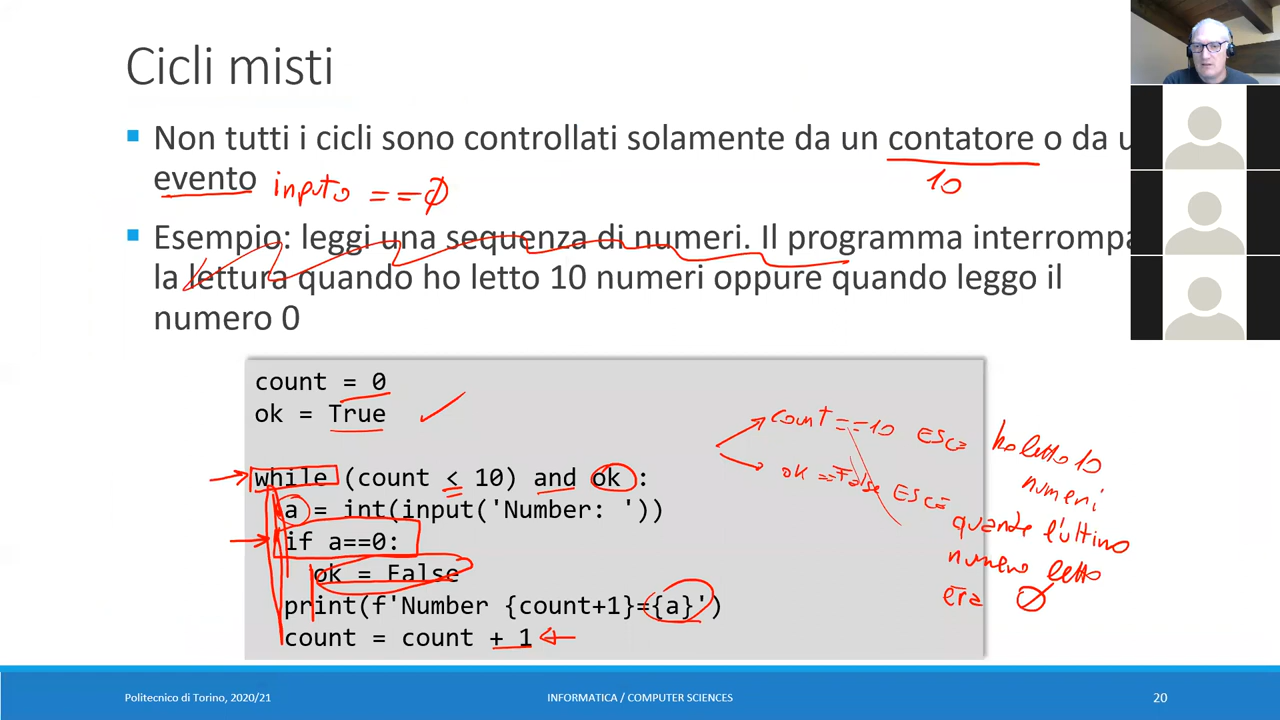 Cicli misti
Non tutti i cicli sono controllati solamente da un contatore o da u
evento inputo ==0
10
Esempio: leggi una sequenza di numeri. Il programma interrompa
la lettura quando ho letto 10 numeri oppure quando leggo il
numero 0
count = 0
ok = True
while (count < 10) and ok :
a = int(input('Number: '))
if a==0:
ok = False
print(f'Number {count+1}={a}')
count = count + 1
count ==10 ESCE
ok ==False ESCE
ho letto 10
numeri
quando l'ultimo
numero letto
era 0
Politecnico di Torino, 2020/21
INFORMATICA / COMPUTER SCIENCES
20